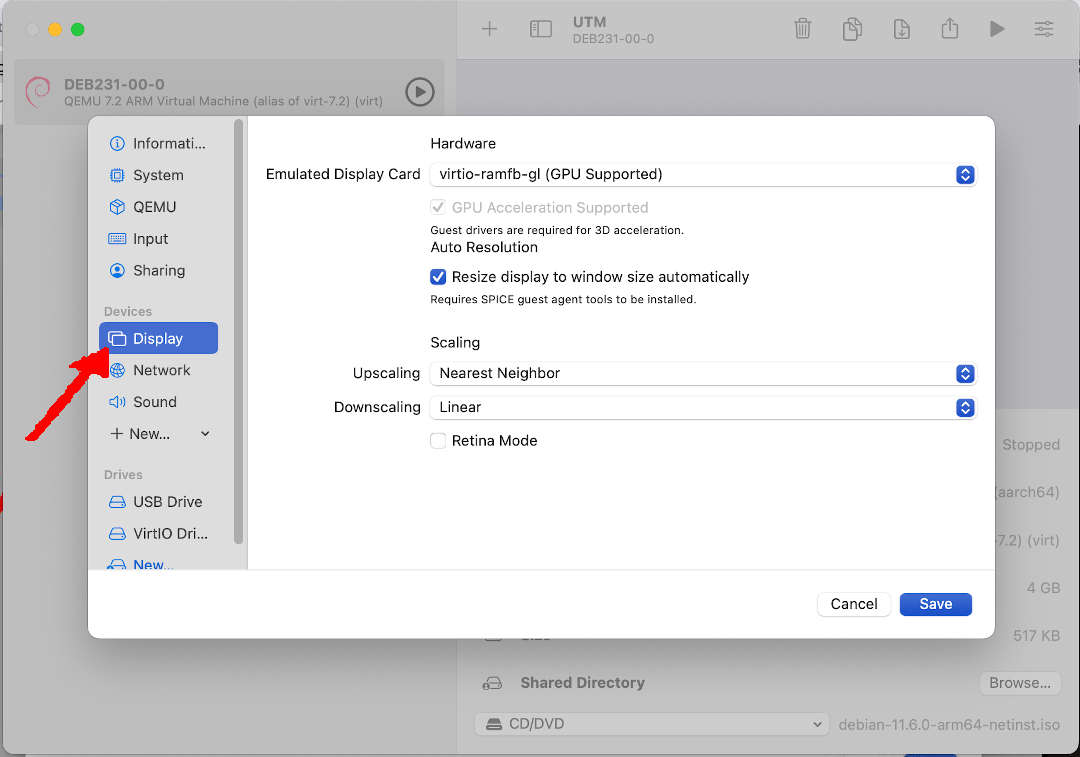 UTM
DEB231-00-0
DEB231-00-0
QEMU 7.2 ARM Virtual Machine (alias of virt-7.2) (virt)
Informati...
System
QEMU
Input
Sharing
Devices
Display
Network
Sound
New...
Drives
USB Drive
VirtIO Dri...
New...
Hardware
Emulated Display Card virtio-ramfb-gl (GPU Supported)
GPU Acceleration Supported
Guest drivers are required for 3D acceleration.
Auto Resolution
Resize display to window size automatically
Requires SPICE guest agent tools to be installed.
Scaling
Upscaling Nearest Neighbor
Downscaling Linear
Retina Mode
Cancel Save
Stopped
(aarch64)
-7.2) (virt)
4 GB
517 KB
Shared Directory Browse...
CD/DVD debian-11.6.0-arm64-netinst.iso